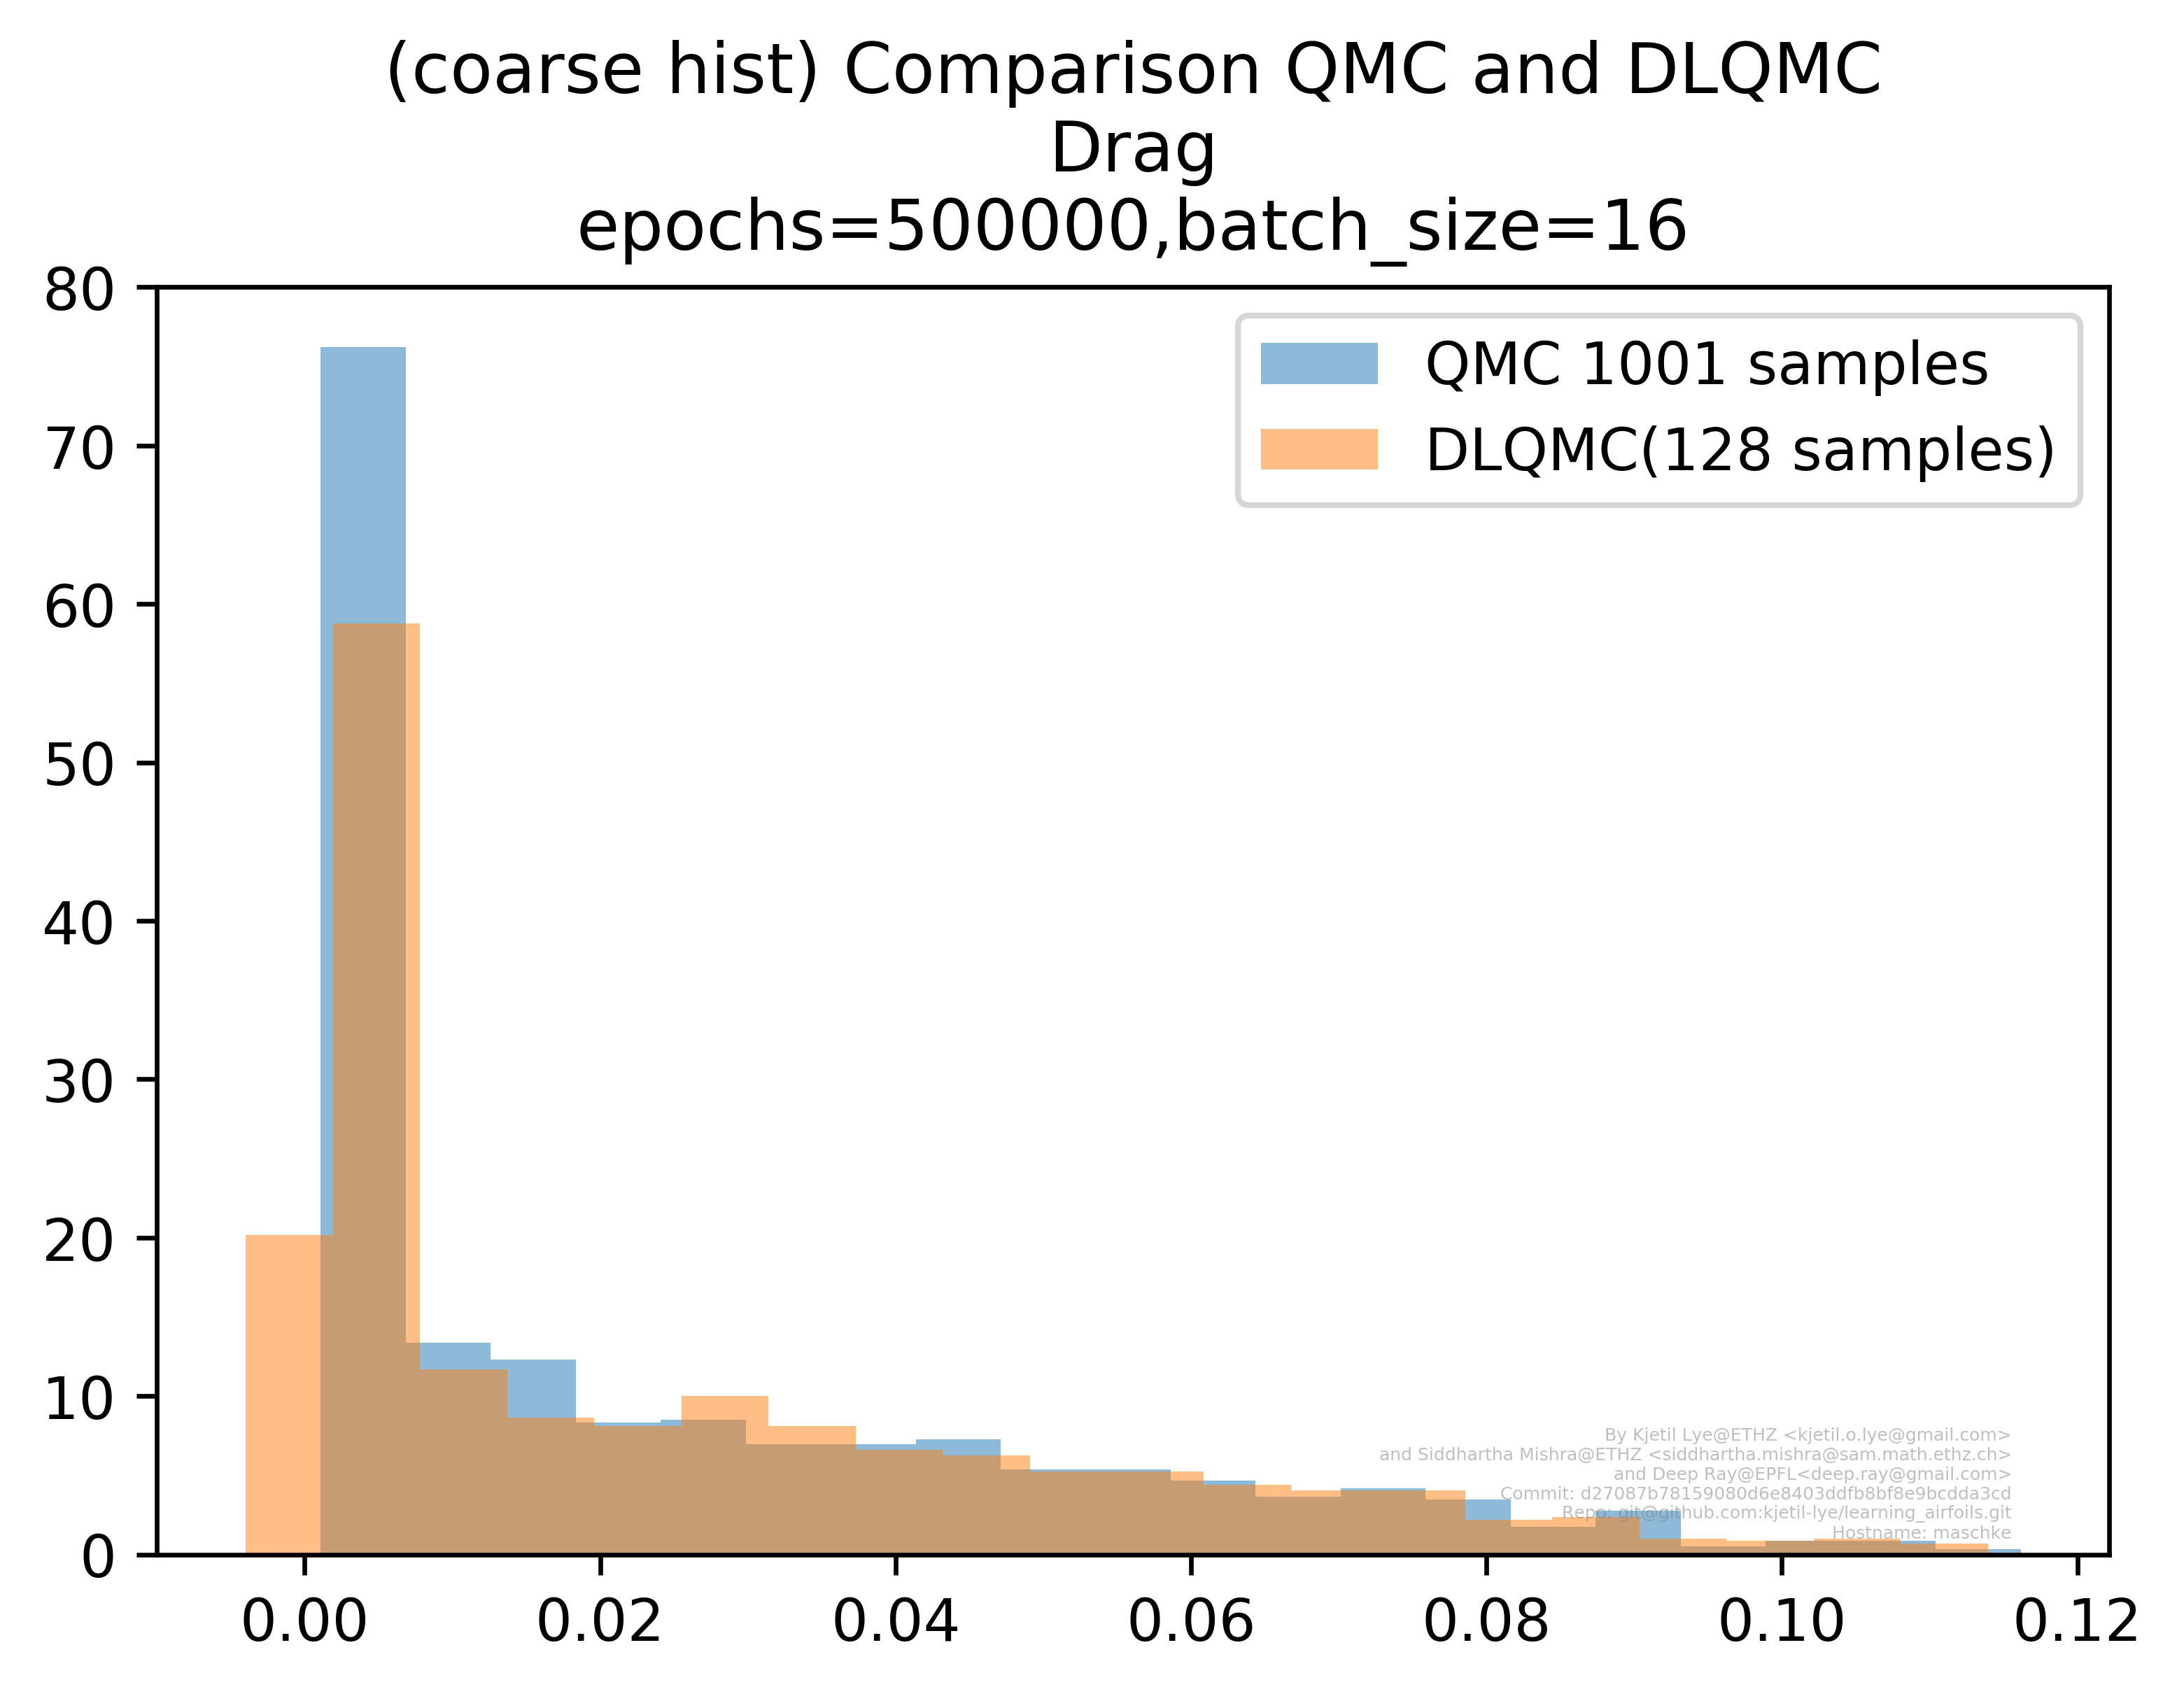 (coarse hist) Comparison QMC and DLQMC
Drag
epochs=500000,batch_size=16
80
70
60
50
40
30
20
10
0
QMC 1001 samples
DLQMC(128 samples)
By Kjetil Lye@ETHZ <kjetil.o.lye@gmail.com>
and Siddhartha Mishra@ETHZ <siddhartha.mishra@sam.math.ethz.ch>
and Deep Ray@EPFL<deep.ray@gmail.com>
Commit: d27087b78159080d6e8403ddfb8bf8e9bcdda3cd
Repo: git@github.com:kjetil-lye/learning_airfoils.git
Hostname: maschke
0.00 0.02 0.04 0.06 0.08 0.10 0.12